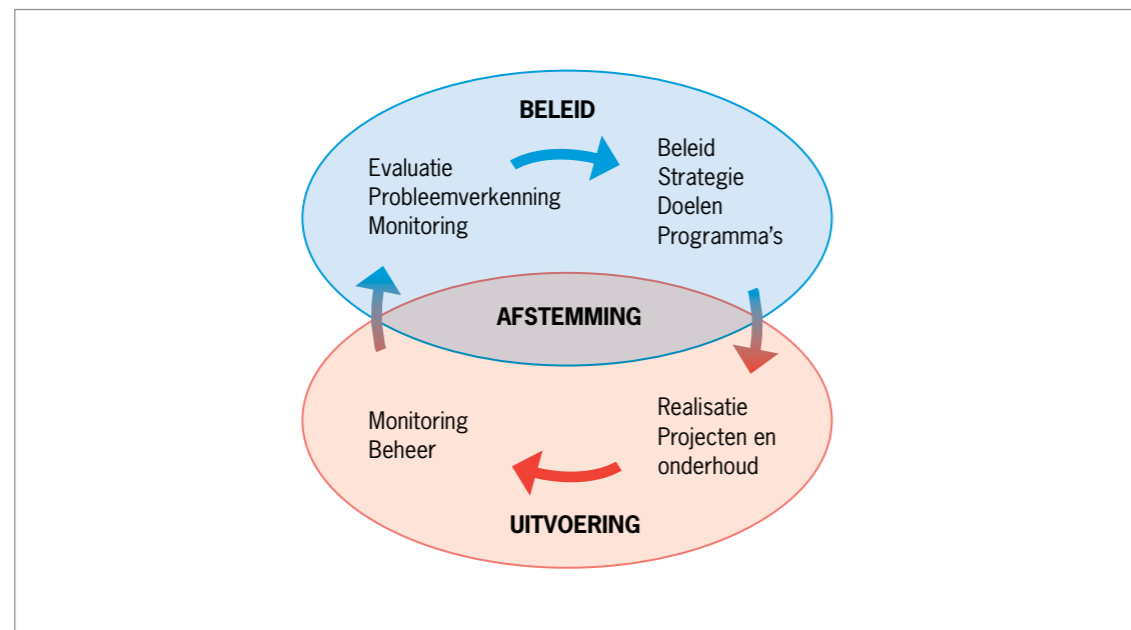 BELEID
Evaluatie
Probleemverkenning
Monitoring
Beleid
Strategie
Doelen
Programma's
AFSTEMMING
Monitoring
Beheer
Realisatie
Projecten en
onderhoud
UITVOERING